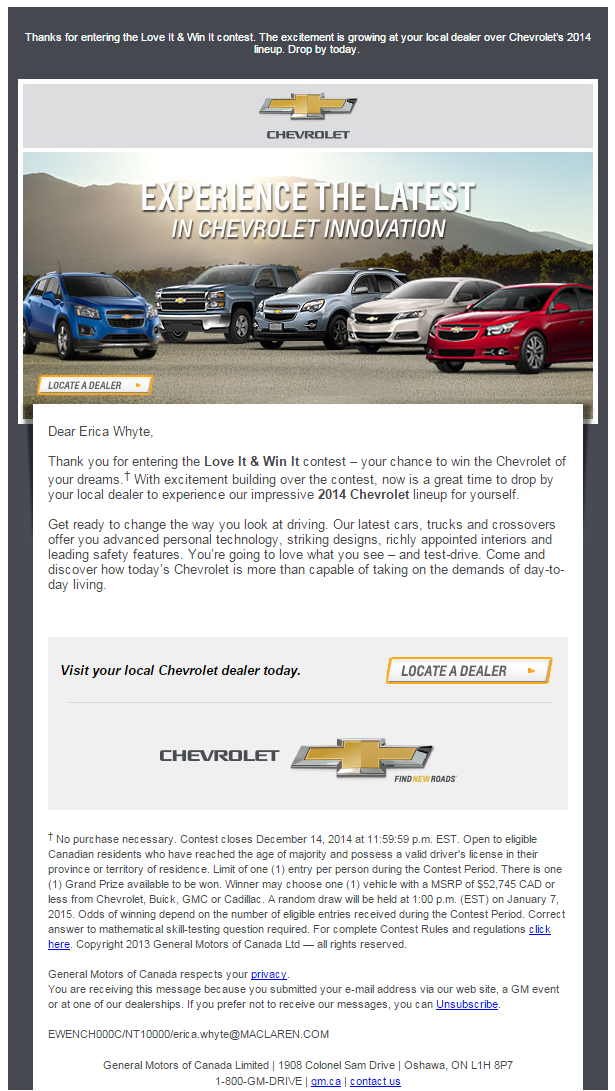 Thanks for entering the Love It & Win It contest. The excitement is growing at your local dealer over Chevrolet's 2014
lineup. Drop by today.
CHEVROLET
EXPERIENCE THE LATEST
IN CHEVROLET INNOVATION
LOCATE A DEALER
Dear Erica Whyte,
Thank you for entering the Love It & Win It contest – your chance to win the Chevrolet of
your dreams.† With excitement building over the contest, now is a great time to drop by
your local dealer to experience our impressive 2014 Chevrolet lineup for yourself.
Get ready to change the way you look at driving. Our latest cars, trucks and crossovers
offer you advanced personal technology, striking designs, richly appointed interiors and
leading safety features. You're going to love what you see – and test-drive. Come and
discover how today's Chevrolet is more than capable of taking on the demands of day-to-
day living.
Visit your local Chevrolet dealer today.
LOCATE A DEALER
CHEVROLET
FIND NEW ROADS
† No purchase necessary. Contest closes December 14, 2014 at 11:59:59 p.m. EST. Open to eligible
Canadian residents who have reached the age of majority and possess a valid driver's license in their
province or territory of residence. Limit of one (1) entry per person during the Contest Period. There is one
(1) Grand Prize available to be won. Winner may choose one (1) vehicle with a MSRP of $52,745 CAD or
less from Chevrolet, Buick, GMC or Cadillac. A random draw will be held at 1:00 p.m. (EST) on January 7,
2015. Odds of winning depend on the number of eligible entries received during the Contest Period. Correct
answer to mathematical skill-testing question required. For complete Contest Rules and regulations click
here. Copyright 2013 General Motors of Canada Ltd — all rights reserved.
General Motors of Canada respects your privacy.
You are receiving this message because you submitted your e-mail address via our web site, a GM event
or at one of our dealerships. If you prefer not to receive our messages, you can Unsubscribe.
EWENCH000C/NT10000/erica.whyte@MACLAREN.COM
General Motors of Canada Limited | 1908 Colonel Sam Drive | Oshawa, ON L1H 8P7
1-800-GM-DRIVE | gm.ca | contact us